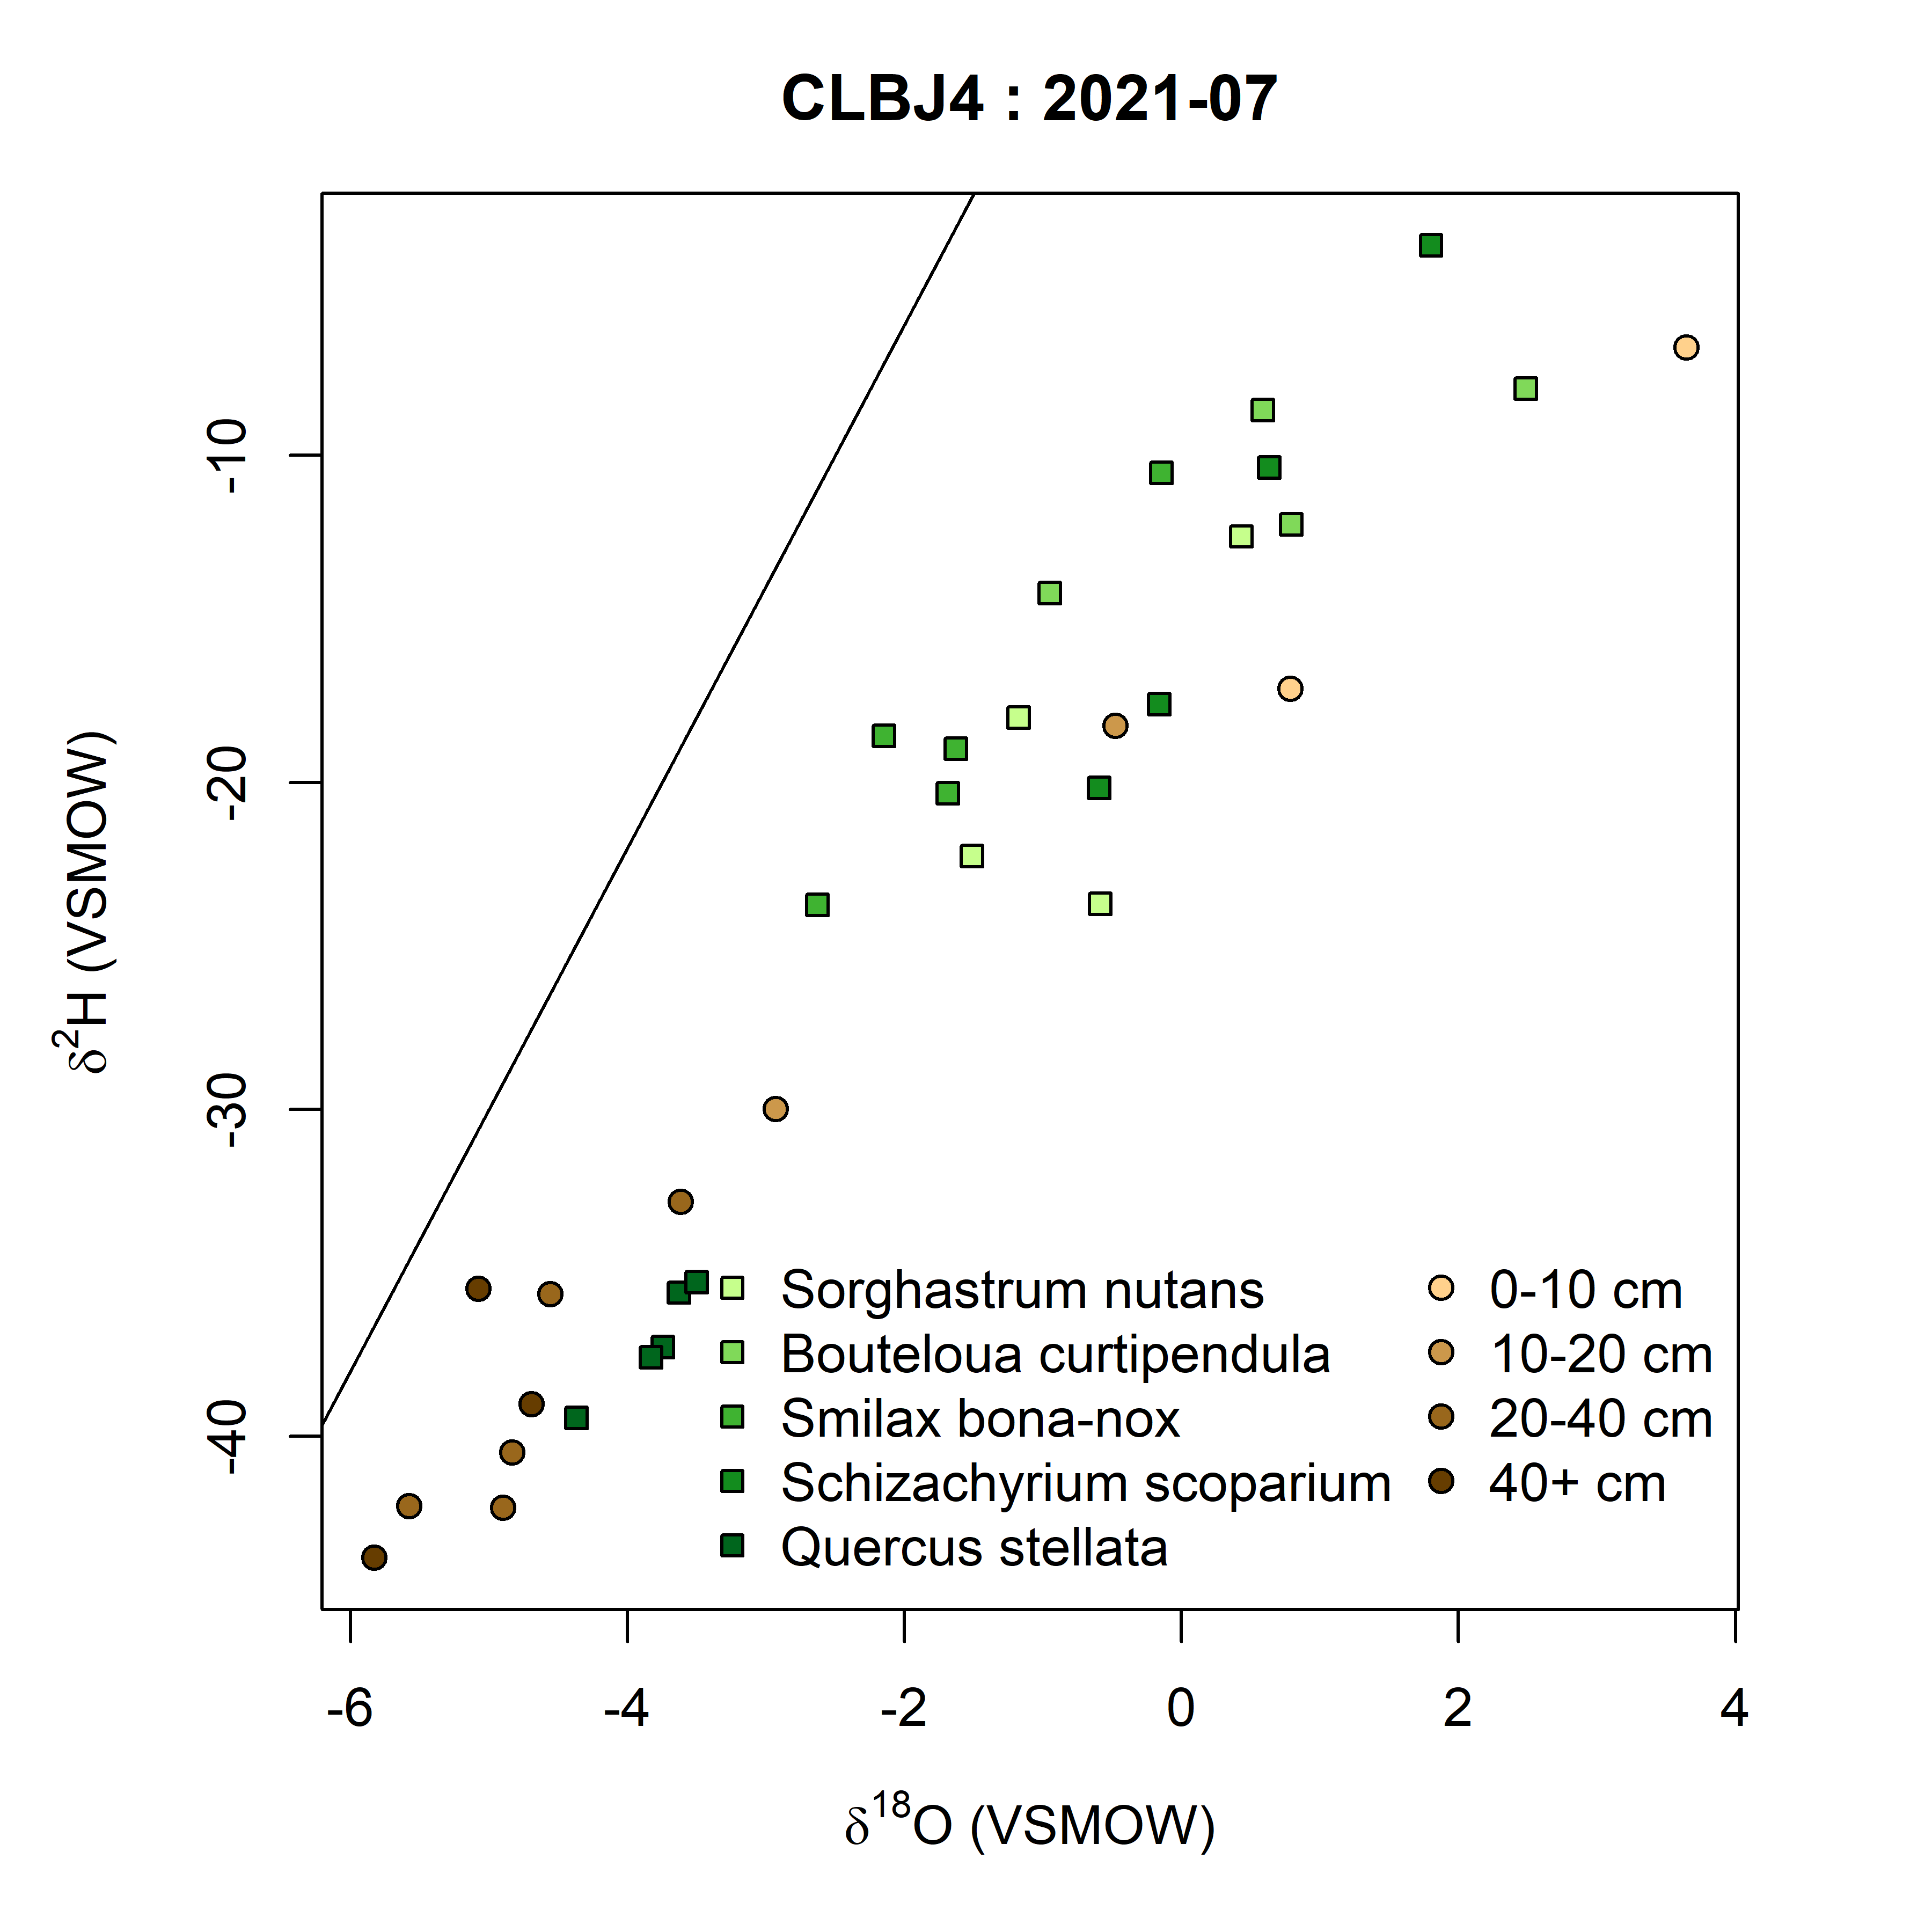 CLBJ4 : 2021-07
δ²H (VSMOW)
-10
-20
-30
-40
Sorghastrum nutans
Bouteloua curtipendula
Smilax bona-nox
Schizachyrium scoparium
Quercus stellata
0-10 cm
10-20 cm
20-40 cm
40+ cm
-6
-4
-2
0
2
4
δ¹⁸O (VSMOW)